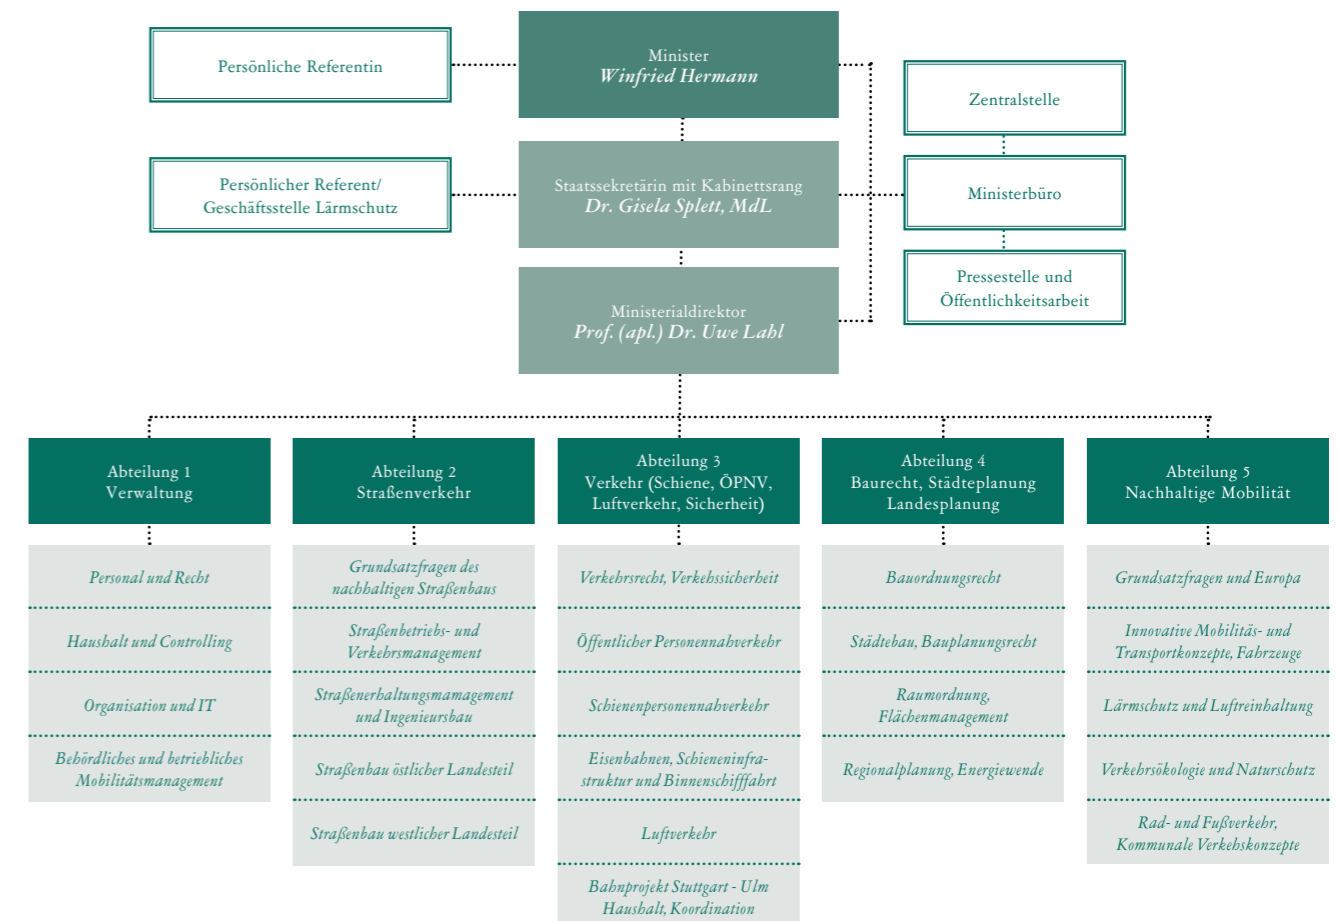 Minister
Winfried Hermann
Persönliche Referentin
Zentralstelle
Staatssekretärin mit Kabinettsrang
Dr. Gisela Splett, MdL
Persönlicher Referent/
Geschäftsstelle Lärmschutz
Ministerbüro
Ministerialdirektor
Prof. (apl.) Dr. Uwe Lahl
Pressestelle und
Öffentlichkeitsarbeit
Abteilung 1
Verwaltung
Personal und Recht
Haushalt und Controlling
Organisation und IT
Behördliches und betriebliches
Mobilitätsmanagement
Abteilung 2
Straßenverkehr
Grundsatzfragen des
nachhaltigen Straßenbaus
Straßenbetriebs- und
Verkehrsmanagement
Straßenerhaltungsmamagement
und Ingenieursbau
Straßenbau östlicher Landesteil
Straßenbau westlicher Landesteil
Abteilung 3
Verkehr (Schiene, ÖPNV,
Luftverkehr, Sicherheit)
Verkehrsrecht, Verkehssicherheit
Öffentlicher Personennahverkehr
Schienenpersonennahverkehr
Eisenbahnen, Schieneninfra-
struktur und Binnenschifffahrt
Luftverkehr
Bahnprojekt Stuttgart - Ulm
Haushalt, Koordination
Abteilung 4
Baurecht, Städteplanung
Landesplanung
Bauordnungsrecht
Städtebau, Bauplanungsrecht
Raumordnung,
Flächenmanagement
Regionalplanung, Energiewende
Abteilung 5
Nachhaltige Mobilität
Grundsatzfragen und Europa
Innovative Mobilitäs- und
Transportkonzepte, Fahrzeuge
Lärmschutz und Luftreinhaltung
Verkehrsökologie und Naturschutz
Rad- und Fußverkehr,
Kommunale Verkehskonzepte